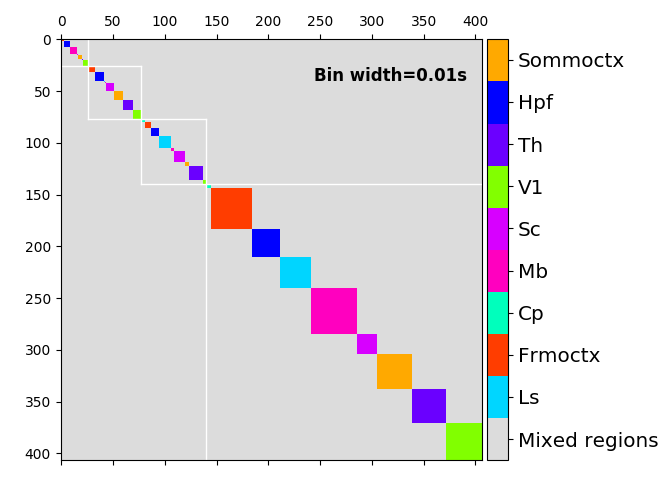 0 50 100 150 200 250 300 350 400
0
50
100
150
200
250
300
350
400
Bin width=0.01s
Sommoctx
Hpf
Th
V1
Sc
Mb
Cp
Frmoctx
Ls
Mixed regions